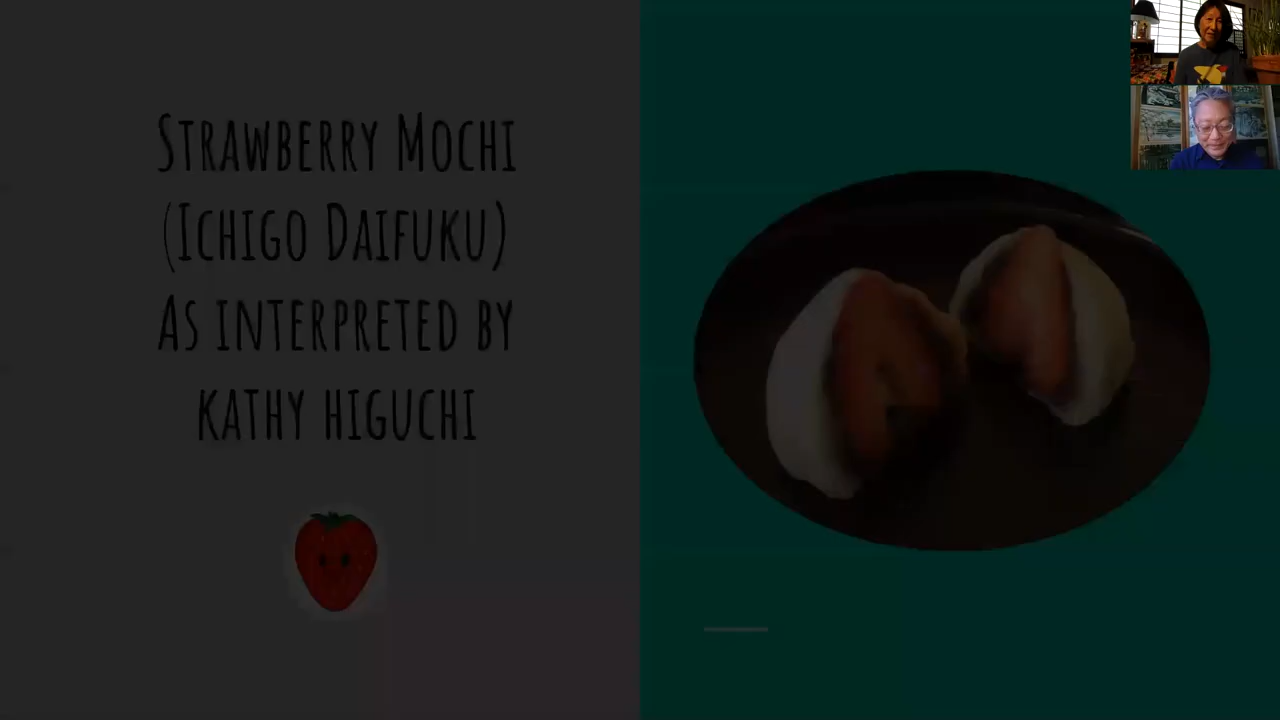 Strawberry Mochi
(Ichigo Daifuku)
As interpreted by
Kathy Higuchi